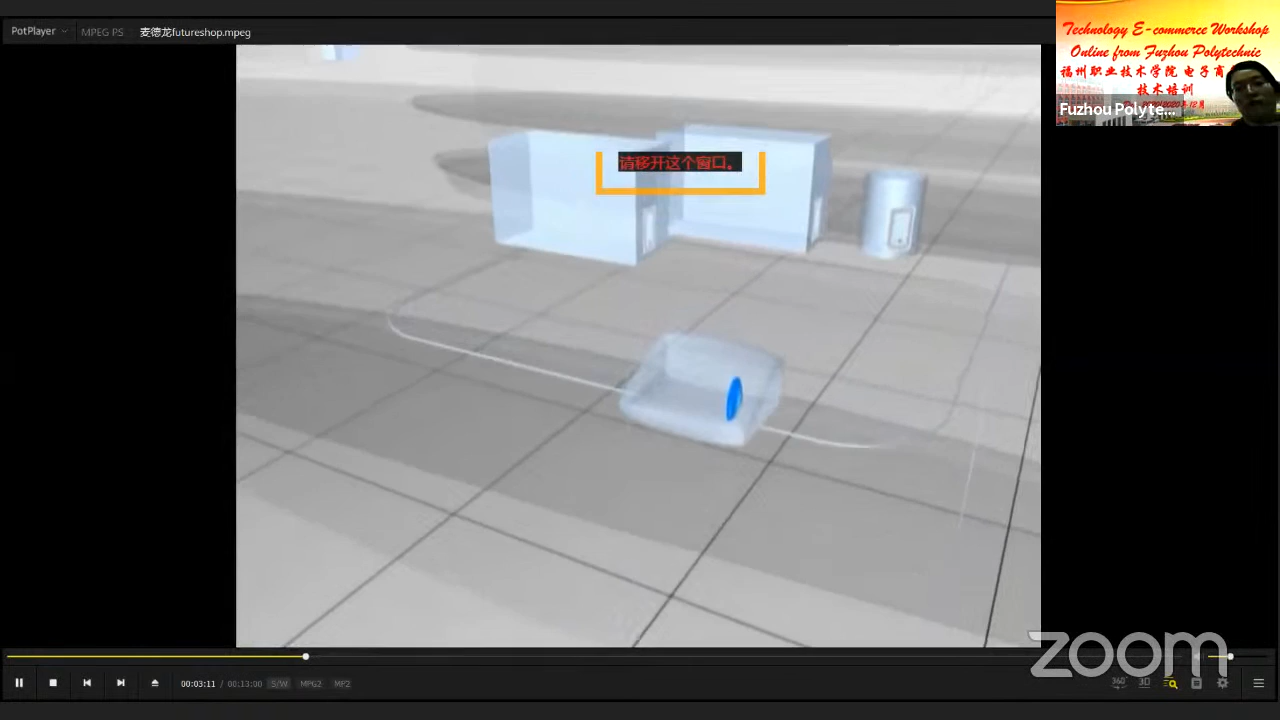 PotPlayer
MPEG PS
麦德龙futureshop.mpeg
Technology E-commerce Workshop
Online from Fuzhou Polytechnic
福州职业技术学院 电子商
技术培训
Fuzhou Polyte...
请移开这个窗口。
zoom
00:03:11 / 00:13:00 S/W MPG2 MP2
360° 3D